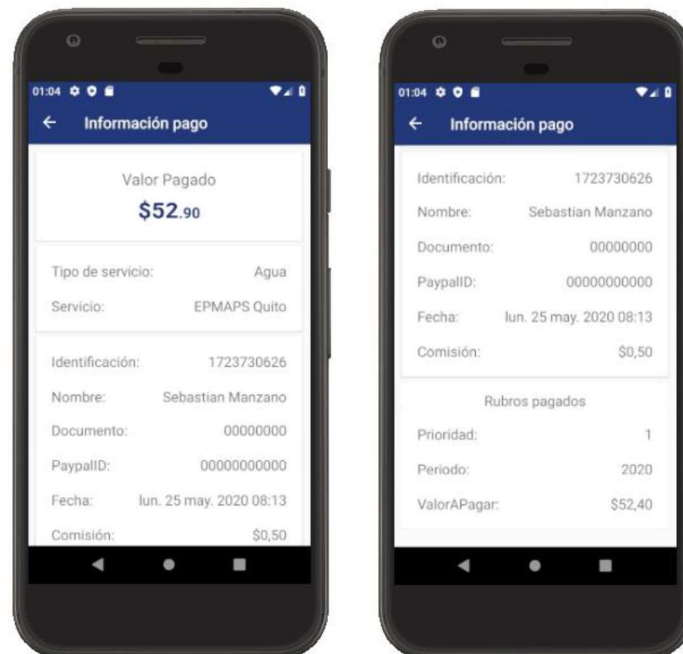 01:04
Información pago
Valor Pagado
$52.90
Tipo de servicio: Agua
Servicio: EPMAPS Quito
Identificación: 1723730626
Nombre: Sebastian Manzano
Documento: 00000000
PaypalID: 00000000000
Fecha: lun. 25 may. 2020 08:13
Comisión: $0,50
01:04
Información pago
Identificación: 1723730626
Nombre: Sebastian Manzano
Documento: 00000000
PaypalID: 00000000000
Fecha: lun. 25 may. 2020 08:13
Comisión: $0,50
Rubros pagados
Prioridad: 1
Periodo: 2020
ValorAPagar: $52,40